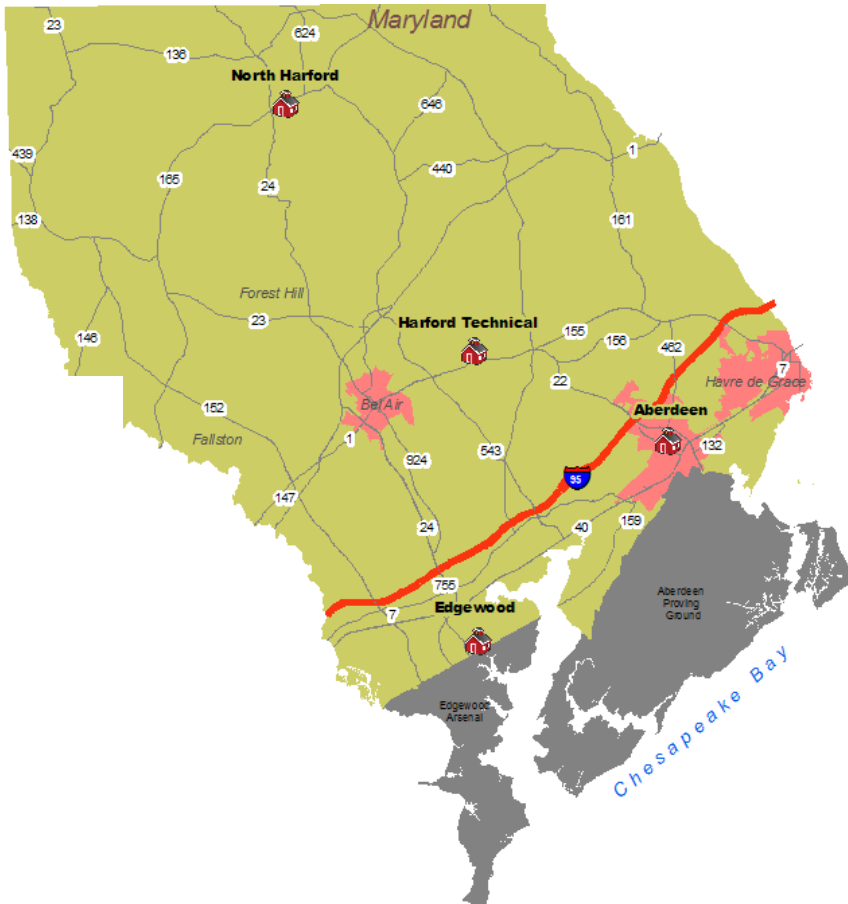 Maryland
23
624
136
North Harford
646
439
1
440
165
24
138
161
Forest Hill
23
Harford Technical
155
156
146
462
7
22
Havre de Grace
Bel Air
152
Aberdeen
Fallston
1
132
924
543
95
147
24
40
159
755
Aberdeen
Proving
Ground
7
Edgewood
Edgewood
Arsenal
Chesapeake Bay